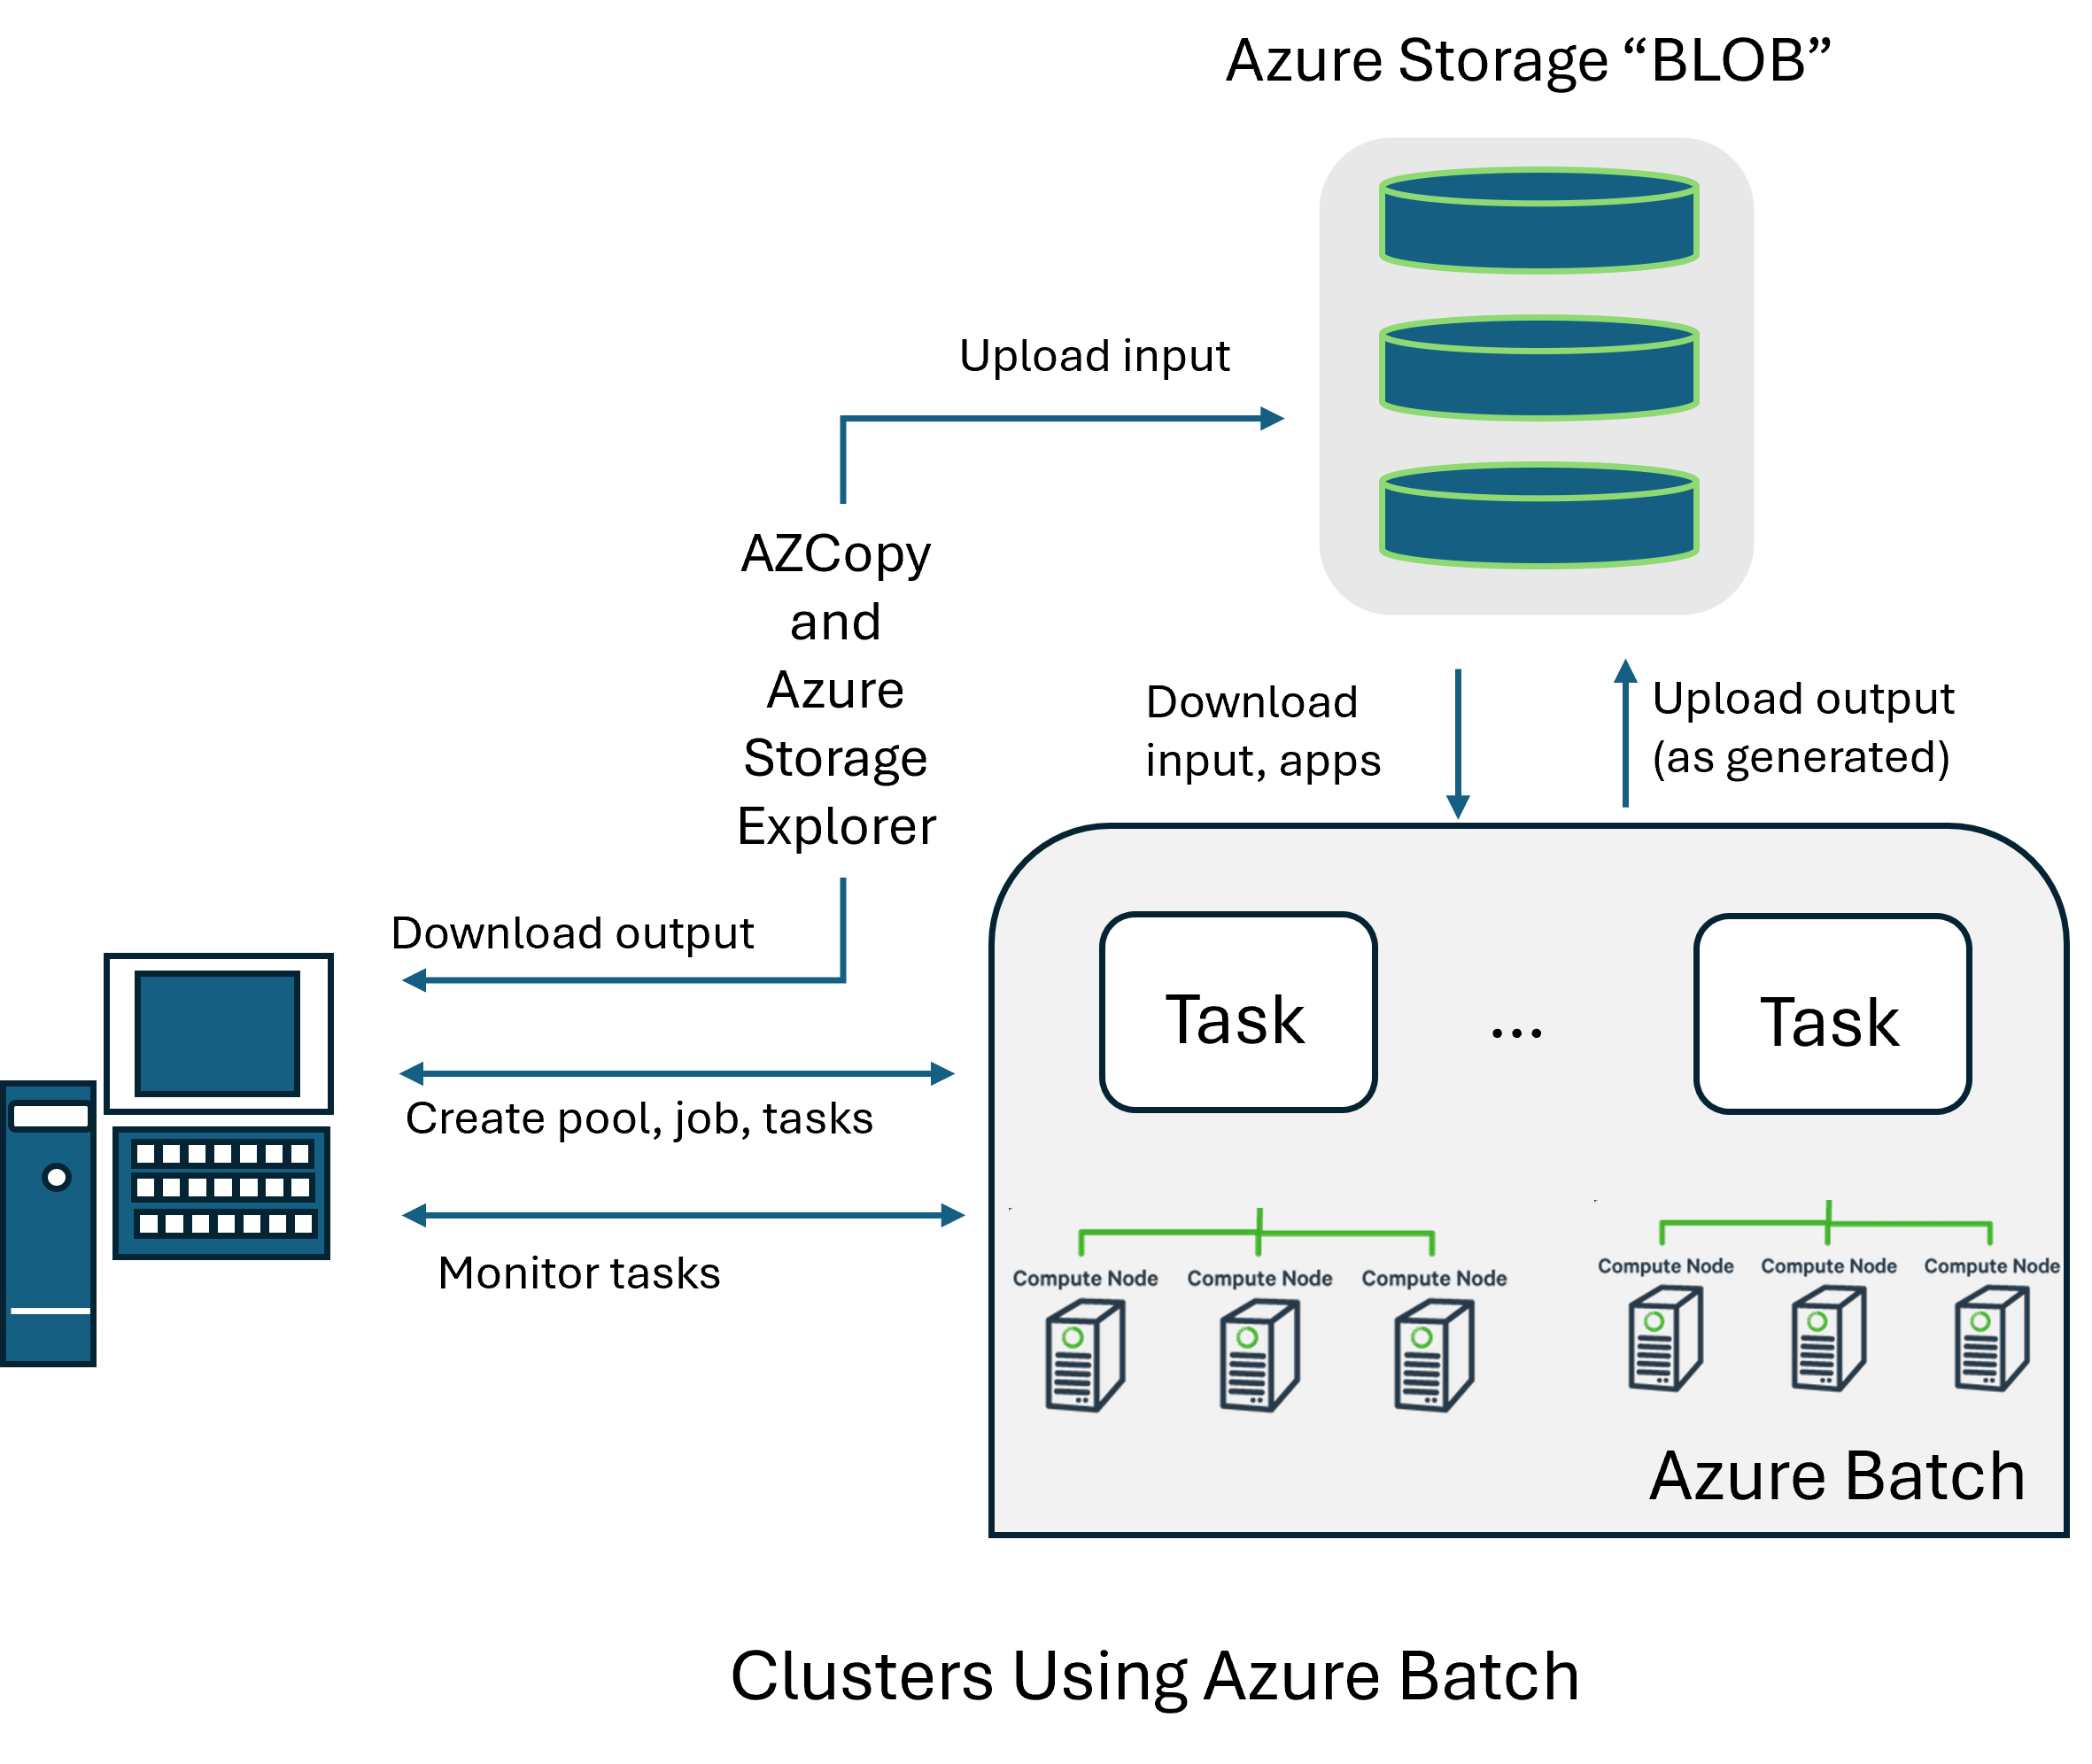 Azure Storage “BLOB”
Upload input
AZCopy
and
Azure
Storage
Explorer
Download
input, apps
Upload output
(as generated)
Download output
Create pool, job, tasks
Monitor tasks
Task
...
Task
Compute Node Compute Node Compute Node
Compute Node Compute Node Compute Node
Azure Batch
Clusters Using Azure Batch